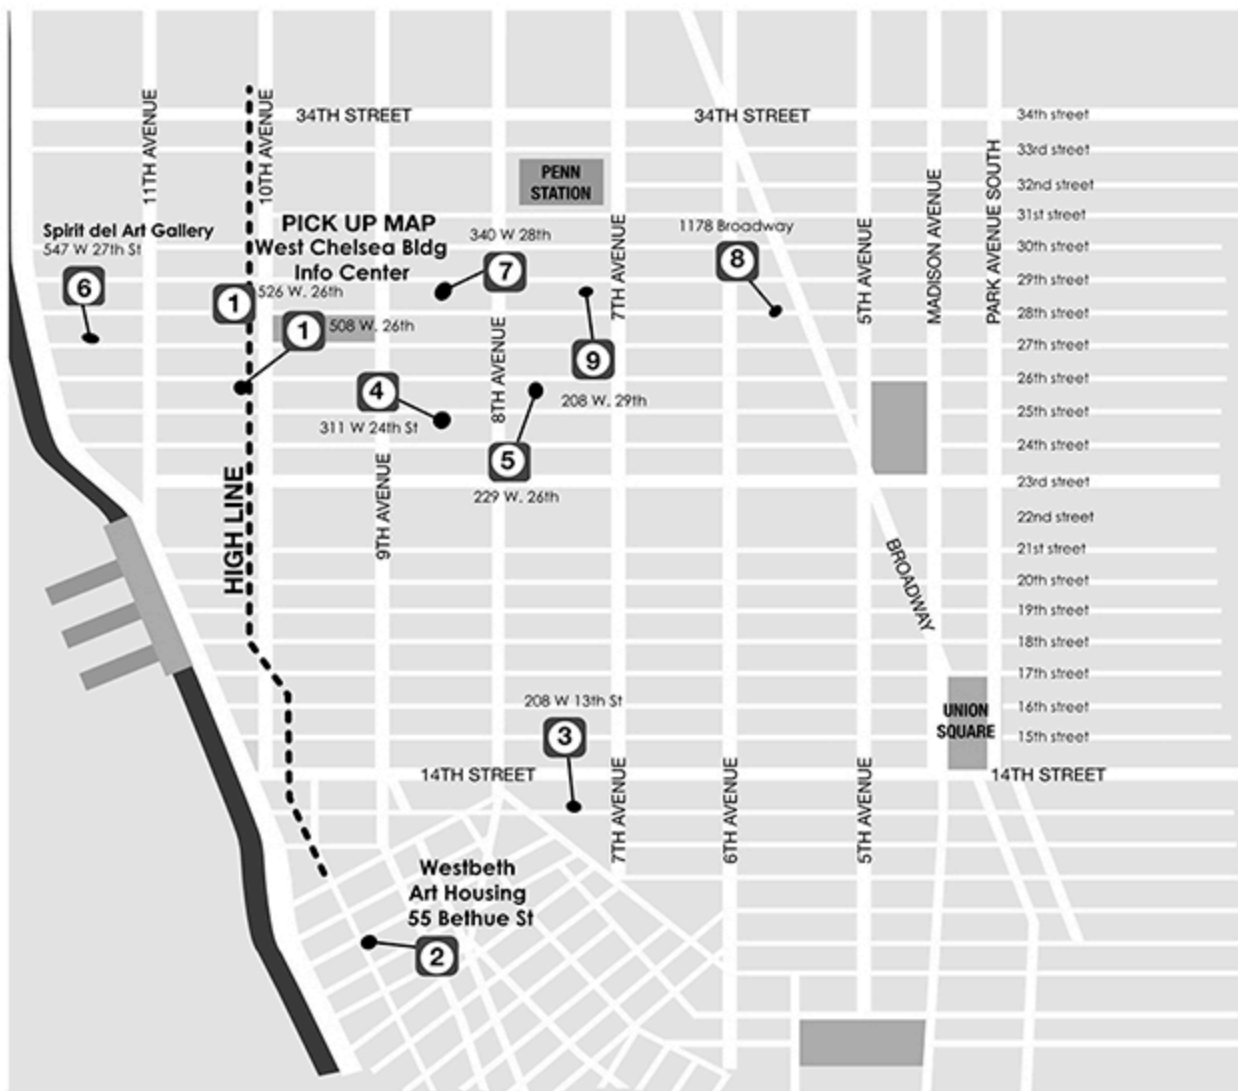 11TH AVENUE
10TH AVENUE
34TH STREET
34TH STREET
34th street
33rd street
PENN
STATION
32nd street
31st street
MADISON AVENUE
PARK AVENUE SOUTH
Spirit del Art Gallery
547 W 27th St
6
PICK UP MAP
West Chelsea Bldg
Info Center
1
526 W. 26th
1
508 W. 26th
340 W 28th
7
7TH AVENUE
1178 Broadway
8
5TH AVENUE
30th street
29th street
28th street
27th street
9
208 W. 29th
8TH AVENUE
4
311 W 24th St
26th street
25th street
24th street
5
229 W. 26th
23rd street
HIGH LINE
9TH AVENUE
22nd street
21st street
BROADWAY
20th street
19th street
18th street
17th street
208 W 13th St
3
UNION
SQUARE
16th street
15th street
14TH STREET
14TH STREET
7TH AVENUE
6TH AVENUE
5TH AVENUE
Westbeth
Art Housing
55 Bethue St
2